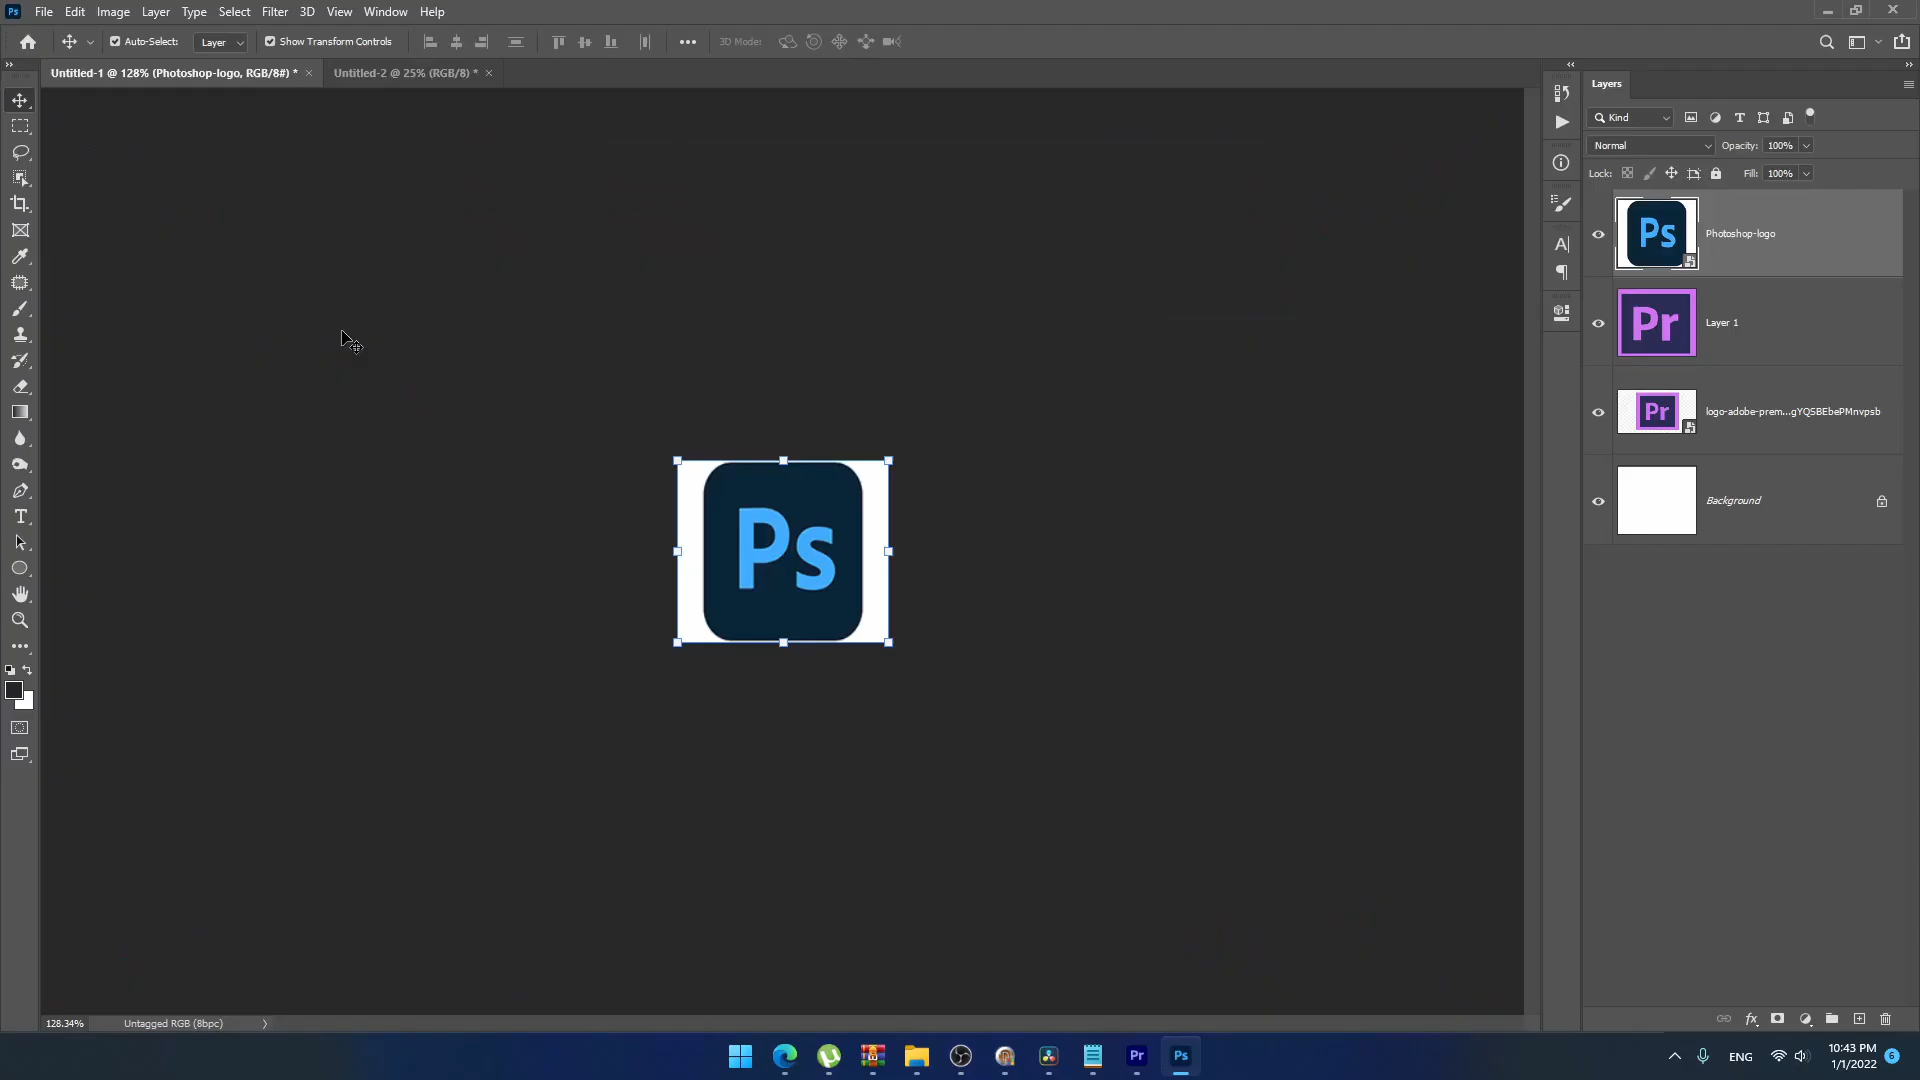 Ps File Edit Image Layer Type Select Filter 3D View Window Help
Auto-Select: Layer Show Transform Controls 3D Mode:
Untitled-1 @ 128% (Photoshop-logo, RGB/8#) * × Untitled-2 @ 25% (RGB/8) * ×
Layers
Kind
Normal Opacity: 100%
Lock: Fill: 100%
Ps Photoshop-logo
Pr Layer 1
Pr logo-adobe-prem...gYQSBEbePMnvpsb
Background
Ps
128.34% Untagged RGB (8bpc)
Pr Ps ENG 10:43 PM
1/1/2022 6